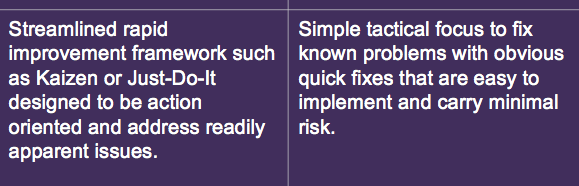 Streamlined rapid
improvement framework such
as Kaizen or Just-Do-It
designed to be action
oriented and address readily
apparent issues.
Simple tactical focus to fix
known problems with obvious
quick fixes that are easy to
implement and carry minimal
risk.